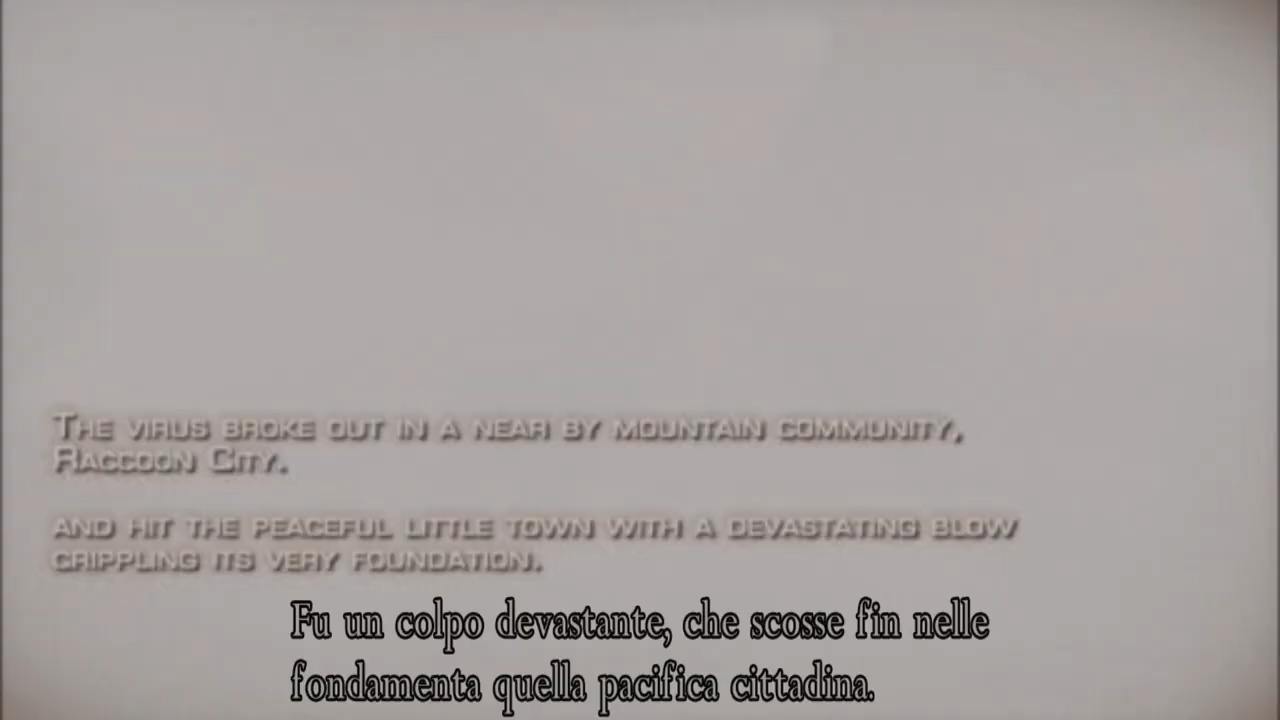 The virus broke out in a near by mountain community,
Raccoon City.
and hit the peaceful little town with a devastating blow
crippling its very foundation.
Fu un colpo devastante, che scosse fin nelle
fondamenta quella pacifica cittadina.